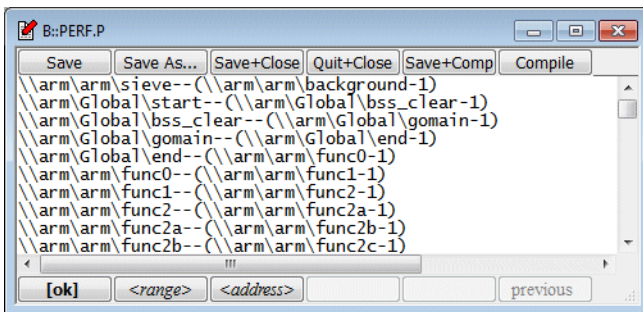 B::PERF.P
Save Save As... Save+Close Quit+Close Save+Comp Compile
\\arm\arm\sieve--(\\arm\arm\background-1)
\\arm\Global\start--(\\arm\Global\bss_clear-1)
\\arm\Global\bss_clear--(\\arm\Global\gomain-1)
\\arm\Global\gomain--(\\arm\Global\end-1)
\\arm\Global\end--(\\arm\arm\func0-1)
\\arm\arm\func0--(\\arm\arm\func1-1)
\\arm\arm\func1--(\\arm\arm\func2-1)
\\arm\arm\func2--(\\arm\arm\func2a-1)
\\arm\arm\func2a--(\\arm\arm\func2b-1)
\\arm\arm\func2b--(\\arm\arm\func2c-1)
[ok] <range> <address> previous